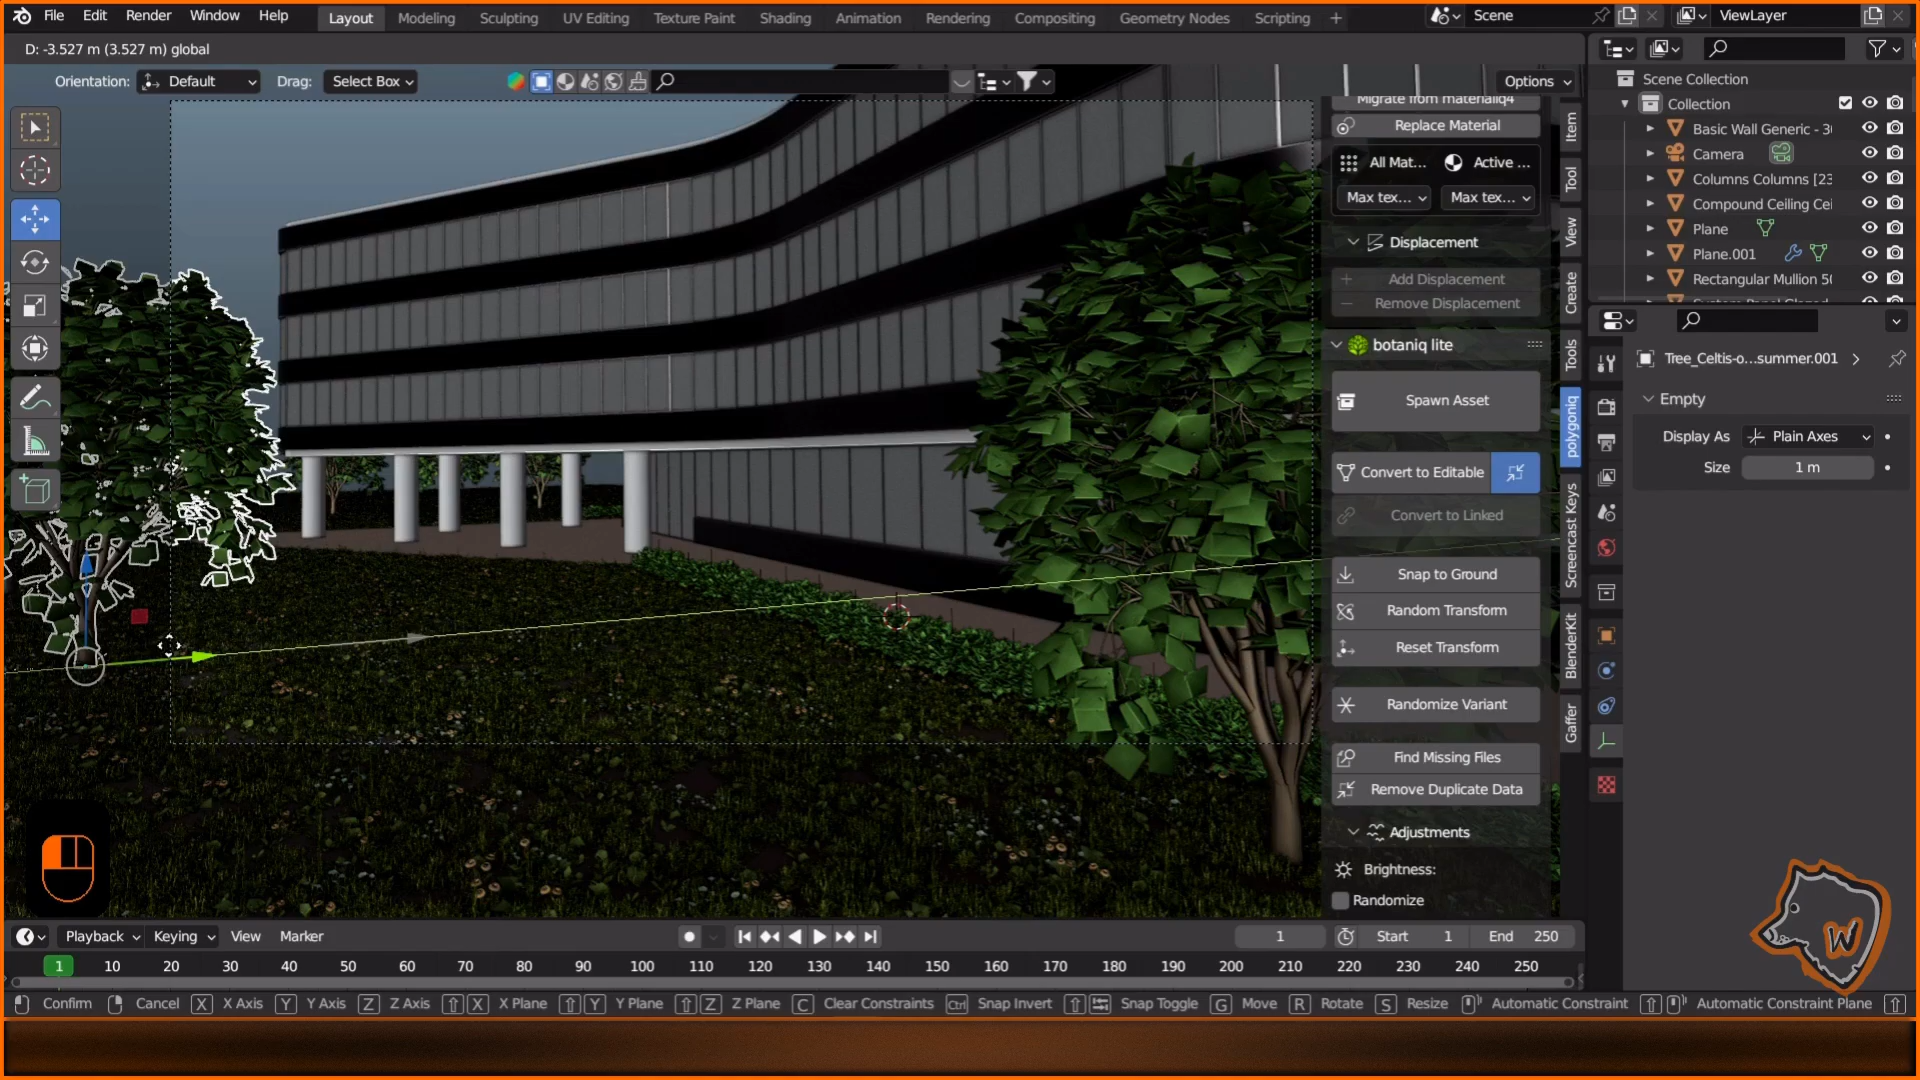 File Edit Render Window Help Layout Modeling Sculpting UV Editing Texture Paint Shading Animation Rendering Compositing Geometry Nodes Scripting + Scene ViewLayer
D: -3.527 m (3.527 m) global
Orientation: Default Drag: Select Box Options
Scene Collection
Collection
Basic Wall Generic - 3
Camera
Columns Columns [23
Compound Ceiling Cei
Plane
Plane.001
Rectangular Mullion 5
Migrate from materialiq4
Replace Material
All Mat... Active ...
Max tex... Max tex...
Displacement
Add Displacement
Remove Displacement
botaniq lite
Spawn Asset
Convert to Editable
Convert to Linked
Snap to Ground
Random Transform
Reset Transform
Randomize Variant
Find Missing Files
Remove Duplicate Data
Adjustments
Brightness:
Randomize
Item
Tool
View
Create
Tools
polygoniq
Screencast Keys
BlenderKit
Gaffer
Tree_Celtis-o...summer.001
Empty
Display As Plain Axes
Size 1 m
W
Playback Keying View Marker 1 Start 1 End 250
1 10 20 30 40 50 60 70 80 90 100 110 120 130 140 150 160 170 180 190 200 210 220 230 240 250
Confirm Cancel X X Axis Y Y Axis Z Z Axis X X Plane Y Y Plane Z Z Plane C Clear Constraints Ctrl Snap Invert Snap Toggle G Move R Rotate S Resize Automatic Constraint Automatic Constraint Plane